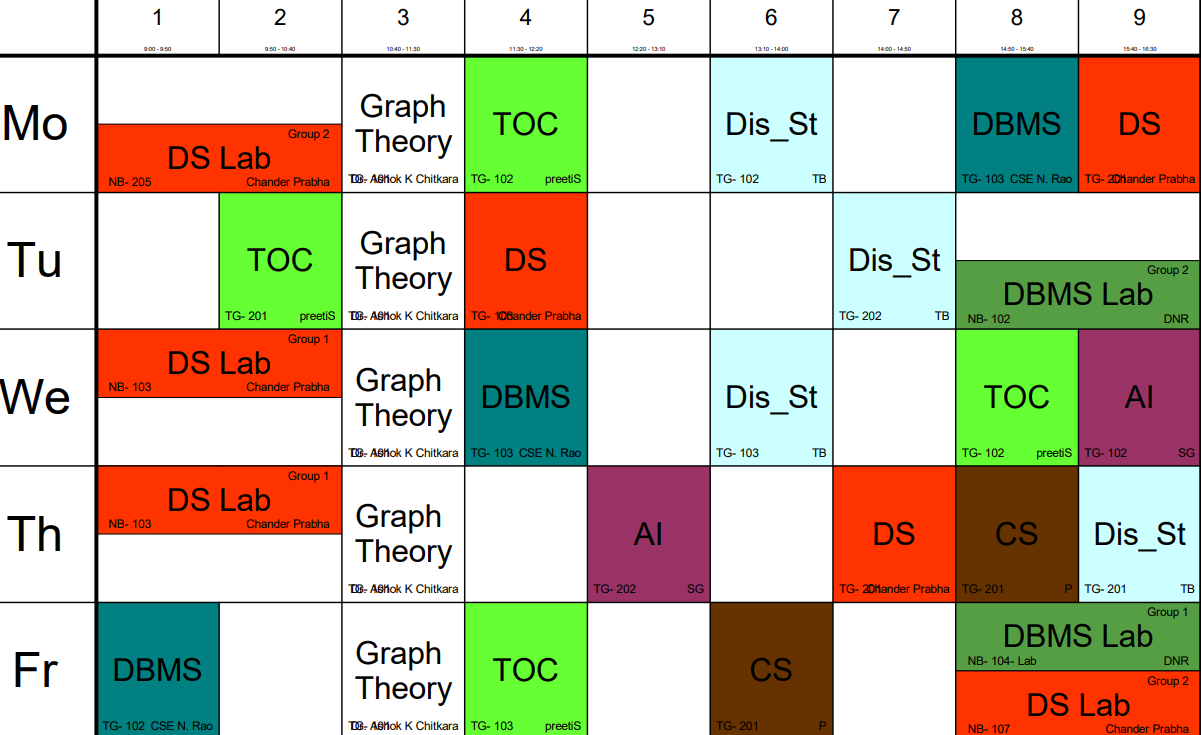 1 2 3 4 5 6 7 8 9
9:00 - 9:50 9:50 - 10:40 10:40 - 11:30 11:30 - 12:20 12:20 - 13:10 13:10 - 14:00 14:00 - 14:50 14:50 - 15:40 15:40 - 16:30
Mo
Group 2
DS Lab
NB- 205 Chander Prabha
Graph
Theory
Ashok K Chitkara
TOC
TG- 102 preetiS
Dis_St
TG- 102 TB
DBMS
TG- 103 CSE N. Rao
DS
TG- Chander Prabha
Tu
TOC
TG- 201 preetiS
Graph
Theory
Ashok K Chitkara
DS
TG- Chander Prabha
Dis_St
TG- 202 TB
Group 2
DBMS Lab
NB- 102 DNR
We
Group 1
DS Lab
NB- 103 Chander Prabha
Graph
Theory
Ashok K Chitkara
DBMS
TG- 103 CSE N. Rao
Dis_St
TG- 103 TB
TOC
TG- 102 preetiS
AI
TG- 102 SG
Th
Group 1
DS Lab
NB- 103 Chander Prabha
Graph
Theory
Ashok K Chitkara
AI
TG- 202 SG
DS
TG- Chander Prabha
CS
TG- 201 P
Dis_St
TG- 201 TB
Fr
DBMS
TG- 102 CSE N. Rao
Graph
Theory
Ashok K Chitkara
TOC
TG- 103 preetiS
CS
TG- 201 P
Group 1
DBMS Lab
NB- 104- Lab DNR
Group 2
DS Lab
NB- 107 Chander Prabha